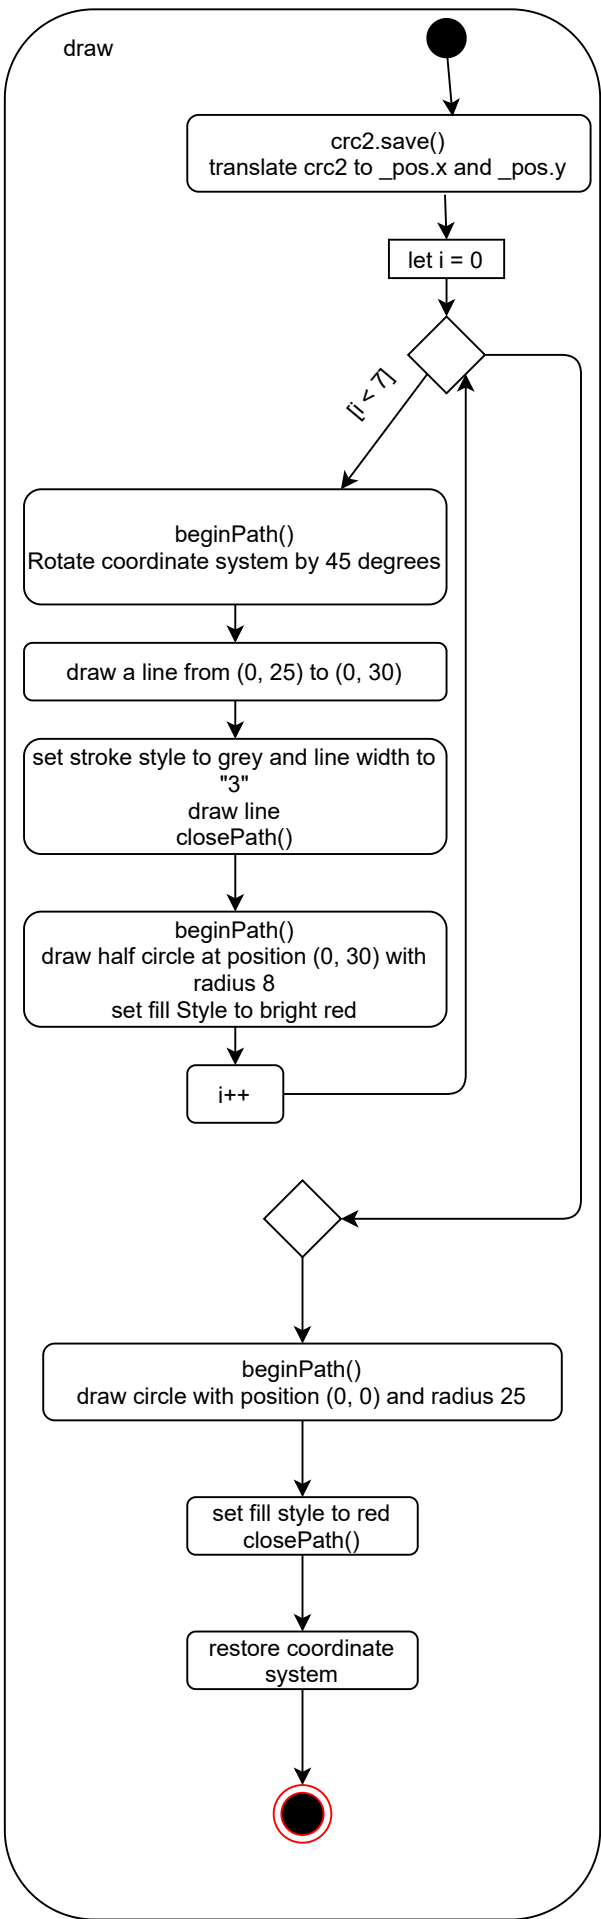 draw
crc2.save()
translate crc2 to _pos.x and _pos.y
let i = 0
[i < 7]
beginPath()
Rotate coordinate system by 45 degrees
draw a line from (0, 25) to (0, 30)
set stroke style to grey and line width to
"3"
draw line
closePath()
beginPath()
draw half circle at position (0, 30) with
radius 8
set fill Style to bright red
i++
beginPath()
draw circle with position (0, 0) and radius 25
set fill style to red
closePath()
restore coordinate
system